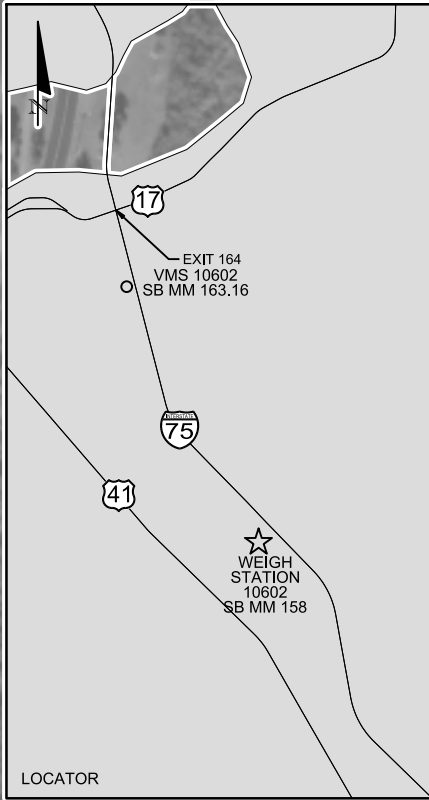 N
17
EXIT 164
VMS 10602
SB MM 163.16
INTERSTATE
75
41
WEIGH
STATION
10602
SB MM 158
LOCATOR